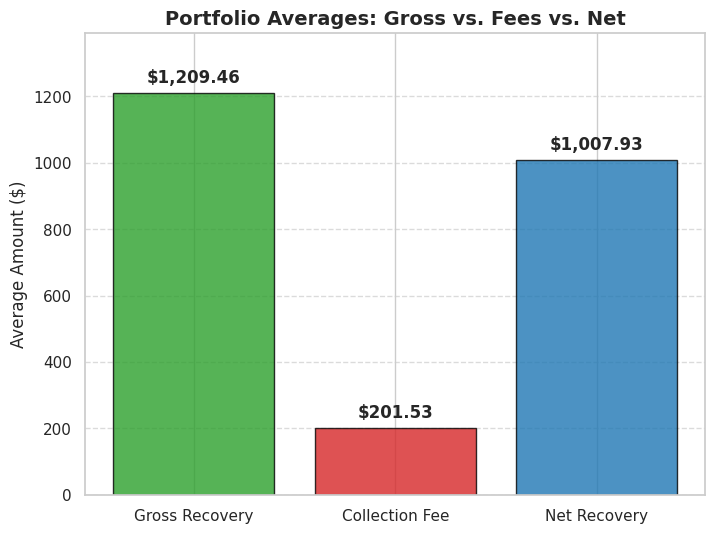 Portfolio Averages: Gross vs. Fees vs. Net
Average Amount ($)
1200
1000
800
600
400
200
0
$1,209.46
$201.53
$1,007.93
Gross Recovery
Collection Fee
Net Recovery